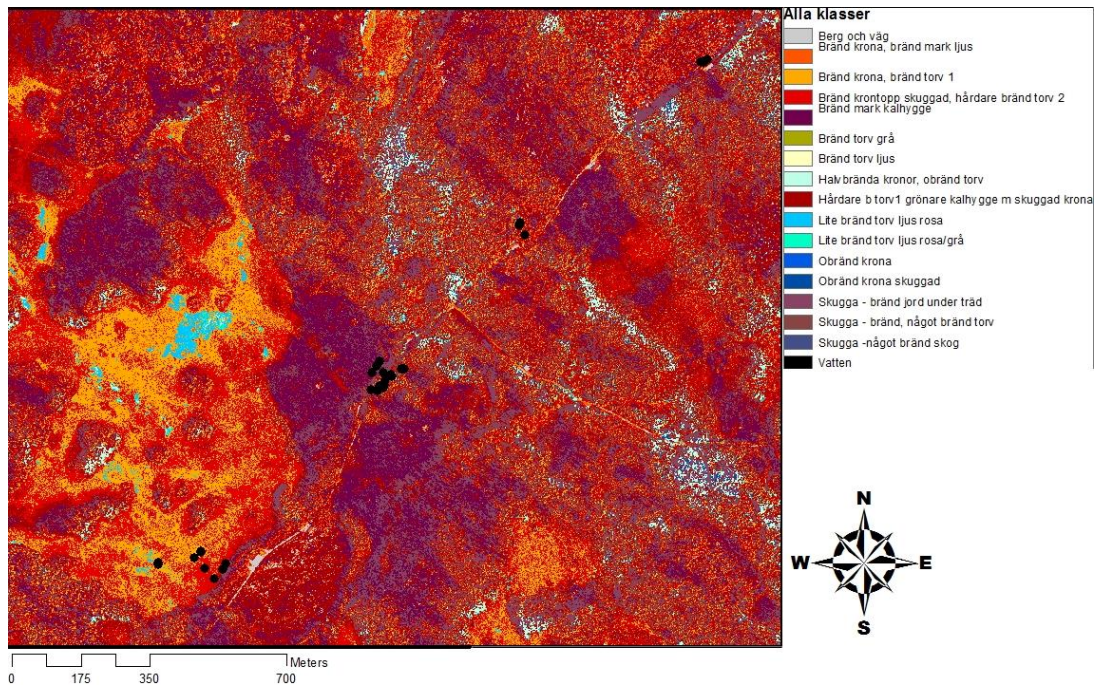 Alla klasser
Berg och väg
Bränd krona, bränd mark ljus
Bränd krona, bränd torv 1
Bränd krontopp skuggad, hårdare bränd torv 2
Bränd mark kalhygge
Bränd torv grå
Bränd torv ljus
Halvbrända kronor, obränd torv
Hårdare b torv1 grönare kalhygge m skuggad krona
Lite bränd torv ljus rosa
Lite bränd torv ljus rosa/grå
Obränd krona
Obränd krona skuggad
Skugga - bränd jord under träd
Skugga - bränd, något bränd torv
Skugga -något bränd skog
Vatten
N
W E
S
Meters
0 175 350 700